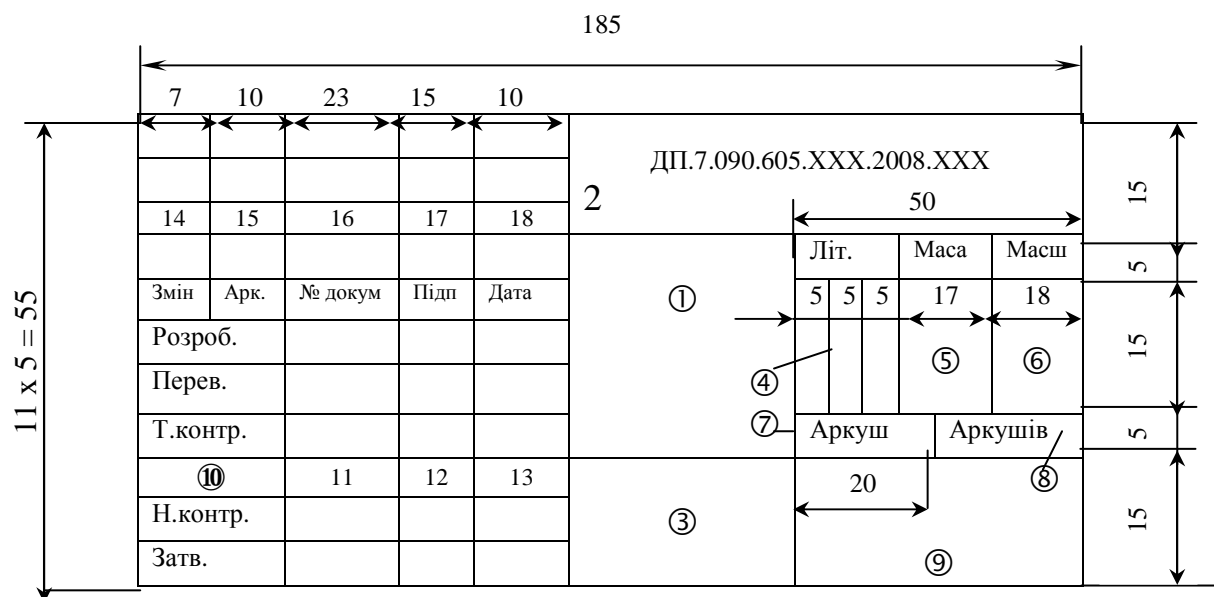 185
7 10 23 15 10
ДП.7.090.605.ХХХ.2008.ХХХ
2
50
15
14 15 16 17 18
Літ. Маса Масш
5
Змін Арк. № докум Підп Дата
①
5 5 5 17 18
Розроб.
15
11 x 5 = 55
④ ⑤ ⑥
Перев.
Т.контр.
⑦ Аркуш Аркушів
5
⑩ 11 12 13
20
⑧
Н.контр.
③
15
Затв.
⑨